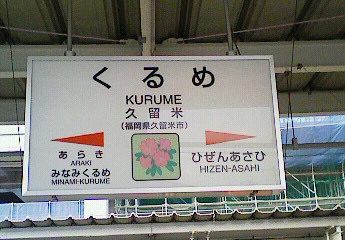 くるめ
KURUME
久留米
(福岡県久留米市)
あらき
ARAKI
みなみくるめ
MINAMI-KURUME
ひぜんあさひ
HIZEN-ASAHI